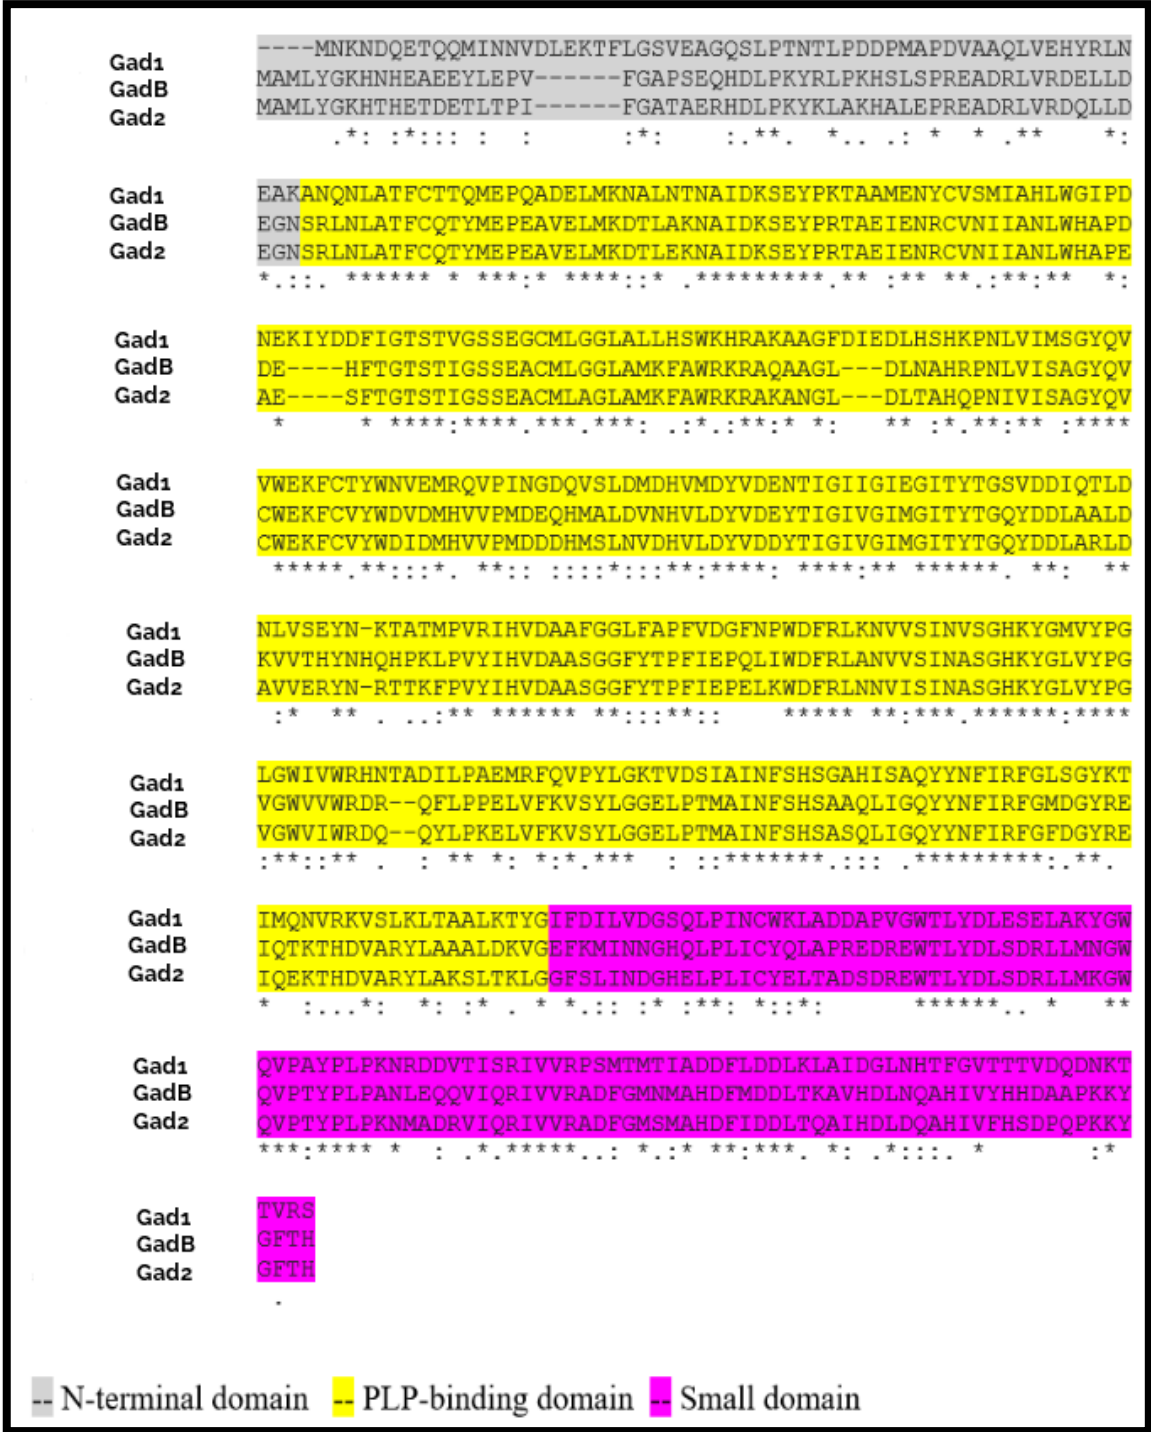 Gad1 ----MNKNDQETQQMINNVDLEKTFLGSVEAGQSLPTNTLPDDPMAPDVAAQLVEHYRLN
GadB MAMLYGKHNHEAEEYLEPV------FGAPSEQHDLPKYRLPKHSLSPREADRLVRDELLD
Gad2 MAMLYGKHTHETDETLTPI------FGATAERHDLPKYKLAKHALEPREADRLVRDQLLD
.*: :*::: :  :      :*:    :.**.  *.. .: *  * .**    *:
Gad1 EAKANQNLATFCTTQMEPQADELMKNALNTNAIDKSEYPKTAAMENYCVSMIAHLWGIPD
GadB EGNSRLNLATFCQTYMEPEAVELMKDTLAKNAIDKSEYPRTAEIENRCVNIIANLWHAPD
Gad2 EGNSRLNLATFCQTYMEPEAVELMKDTLEKNAIDKSEYPRTAEIENRCVNIIANLWHAPE
*.::. ****** * ***:* ****::* .*********:** :** **.:**:**  *:
Gad1 NEKIYDDFIGTSTVGSSEGCMLGGLALLHSWKHRAKAAGFDIEDLHSHKPNLVIMSGYQV
GadB DE----HFTGTSTIGSSEACMLGGLAMKFAWRKRAQAAGL---DLNAHRPNLVISAGYQV
Gad2 AE----SFTGTSTIGSSEACMLAGLAMKFAWRKRAKANGL---DLTAHQPNIVISAGYQV
*     * ****:****.***.***: .:*.:**:* *:   ** :*.**:** :****
Gad1 VWEKFCTYWNVEMRQVPINGDQVSLDMDHVMDYVDENTIGIIGIEGITYTGSVDDIQTLD
GadB CWEKFCVYWDVDMHVVPMDEQHMALDVNHVLDYVDEYTIGIVGIMGITYTGQYDDLAALD
Gad2 CWEKFCVYWDIDMHVVPMDDDHMSLNVDHVLDYVDDYTIGIVGIMGITYTGQYDDLARLD
*****.**:::*. **:: ::::*:::**:****: ****:** ******. **:  **
Gad1 NLVSEYN-KTATMPVRIHVDAAFGGLFAPFVDGFNPWDFRLKNVVSINVSGHKYGMVYPG
GadB KVVTHYNHQHPKLPVYIHVDAASGGFYTPFIEPQLIWDFRLANVVSINASGHKYGLVYPG
Gad2 AVVERYN-RTTKFPVYIHVDAASGGFYTPFIEPELKWDFRLNNVISINASGHKYGLVYPG
:*  ** . ..:** ****** **:::**::    ***** **:***.*******:****
Gad1 LGWIVWRHNTADILPAEMRFQVPYLGKTVDSIAINFSHSGAHISAQYYNFIRFGLSGYKT
GadB VGWVVWRDR--QFLPPELVFKVSYLGGELPTMAINFSHSAAQLIGQYYNFIRFGMDGYRE
Gad2 VGWVIWRDQ--QYLPKELVFKVSYLGGELPTMAINFSHSASQLIGQYYNFIRFGFDGYRE
:**::** .  : ** *: *:*.***  : ::*******.::: .*********:.**.
Gad1 IMQNVRKVSLKLTAALKTYGIFDILVDGSQLPINCWKLADDAPVGWTLYDLESELAKYGW
GadB IQTKTHDVARYLAAALDKVGEFKMINNGHQLPLICYQLAPREDREWTLYDLSDRLLMNGW
Gad2 IQEKTHDVARYLAKSLTKLGGFSLINDGHELPLICYELTADSDREWTLYDLSDRLLMKGW
*  :...*:  *: :* . * *.:: :* :**: *::*:      ******.. *   **
Gad1 QVPAYPLPKNRDDVTISRIVVRPSMTMTIADDFLDDLKLAIDGLNHTFGVTTTVDQDNKT
GadB QVPTYPLPANLEQQVIQRIVVRADFGMNMAHDFMDDLTKAVHDLNQAHIVYHHDAAPKKY
Gad2 QVPTYPLPKNMADRVIQRIVVRADFGMSMAHDFIDDLTQAIHDLDQAHIVFHSDPQPKKY
***:**** *  : .*.*****..: *.:* **:***. *: .*:::. *       :*
Gad1 TVRS
GadB GFTH
Gad2 GFTH
.
-- N-terminal domain -- PLP-binding domain -- Small domain